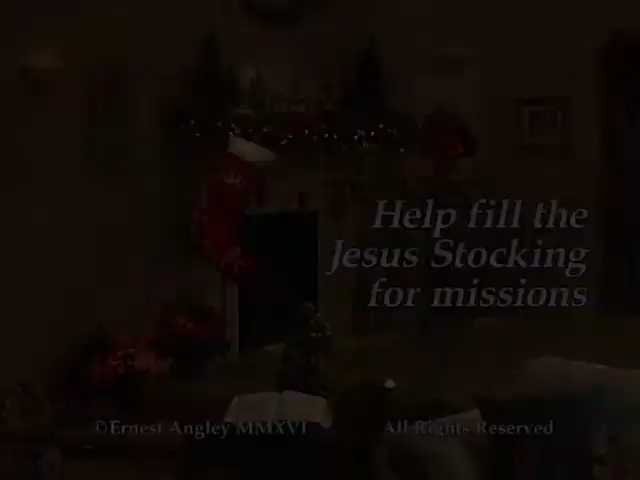 Help fill the
Jesus Stocking
for missions
©Ernest Angley MMXVI All Rights Reserved